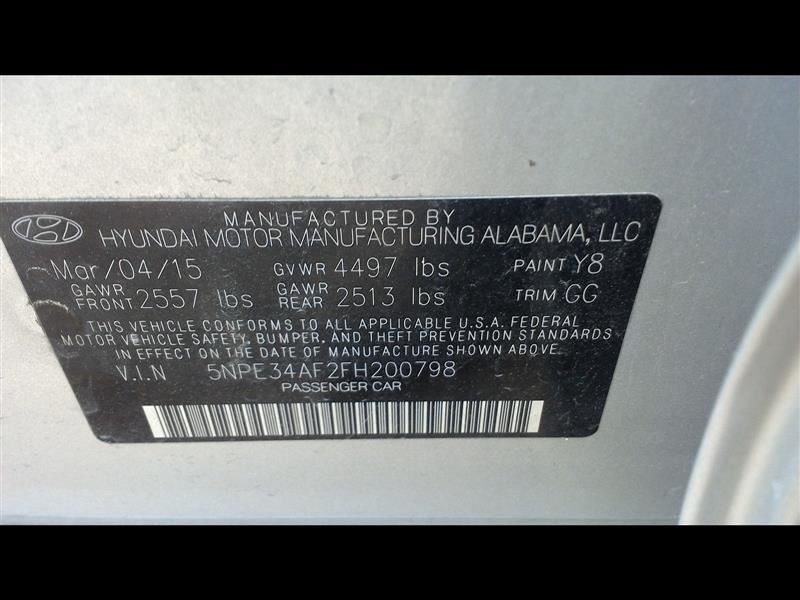 MANUFACTURED BY
HYUNDAI MOTOR MANUFACTURING ALABAMA, LLC
Mar/04/15 GVWR 4497 lbs PAINT Y8
GAWR FRONT 2557 lbs GAWR REAR 2513 lbs TRIM GG
THIS VEHICLE CONFORMS TO ALL APPLICABLE U.S.A. FEDERAL
MOTOR VEHICLE SAFETY, BUMPER, AND THEFT PREVENTION STANDARDS
IN EFFECT ON THE DATE OF MANUFACTURE SHOWN ABOVE.
V.I.N 5NPE34AF2FH200798
PASSENGER CAR